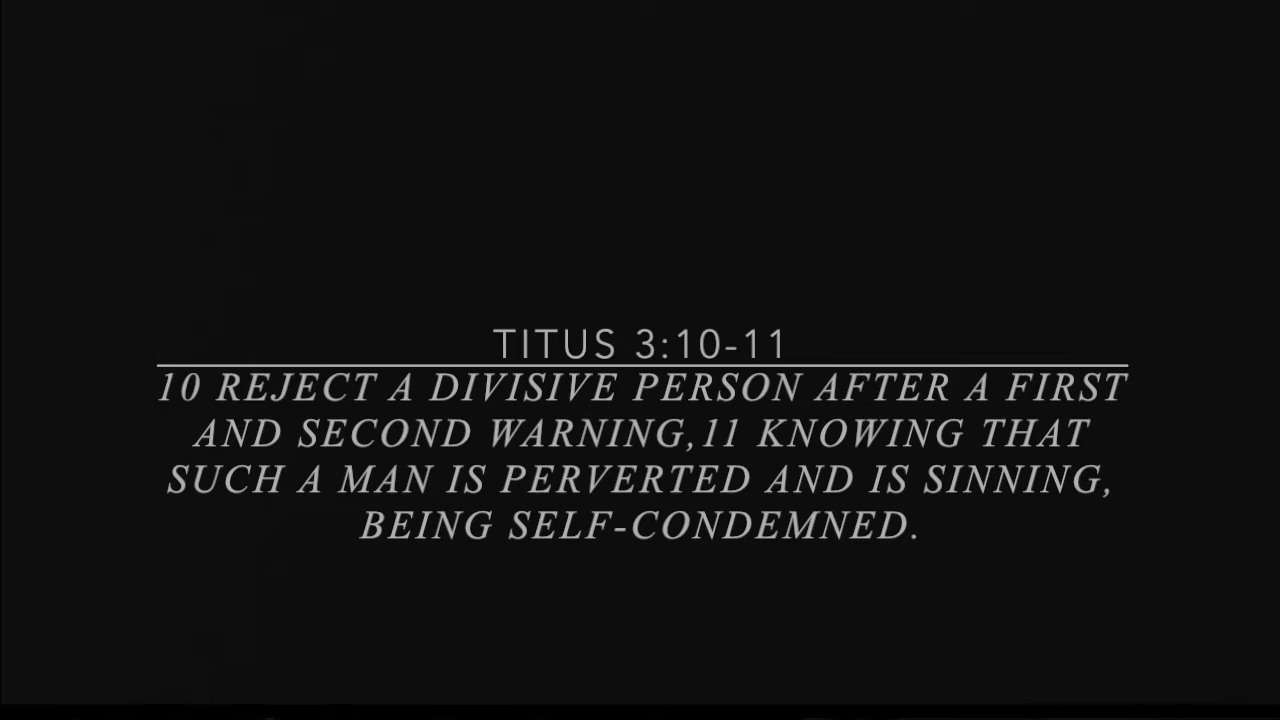 TITUS 3:10-11
10 REJECT A DIVISIVE PERSON AFTER A FIRST
AND SECOND WARNING,11 KNOWING THAT
SUCH A MAN IS PERVERTED AND IS SINNING,
BEING SELF-CONDEMNED.